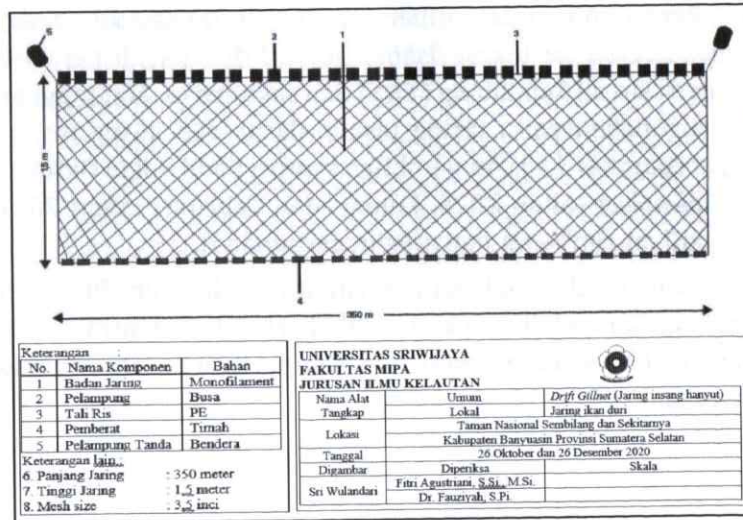 5 2 1 3
1,5 m
4
350 m
Keterangan :
No. Nama Komponen Bahan
1 Badan Jaring Monofilament
2 Pelampung Busa
3 Tali Ris PE
4 Pemberat Timah
5 Pelampung Tanda Bendera
Keterangan lain :
6. Panjang Jaring : 350 meter
7. Tinggi Jaring : 1,5 meter
8. Mesh size : 3,5 inci
UNIVERSITAS SRIWIJAYA
FAKULTAS MIPA
JURUSAN ILMU KELAUTAN
Nama Alat Tangkap Umum Drift Gillnet (Jaring insang hanyut)
Lokal Jaring ikan duri
Lokasi Taman Nasional Sembilang dan Sekitarnya
Kabupaten Banyuasin Provinsi Sumatera Selatan
Tanggal 26 Oktober dan 26 Desember 2020
Digambar Diperiksa Skala
Sri Wulandari Fitri Agustriani, S.Si., M.Si.
Dr. Fauziyah, S.Pi.